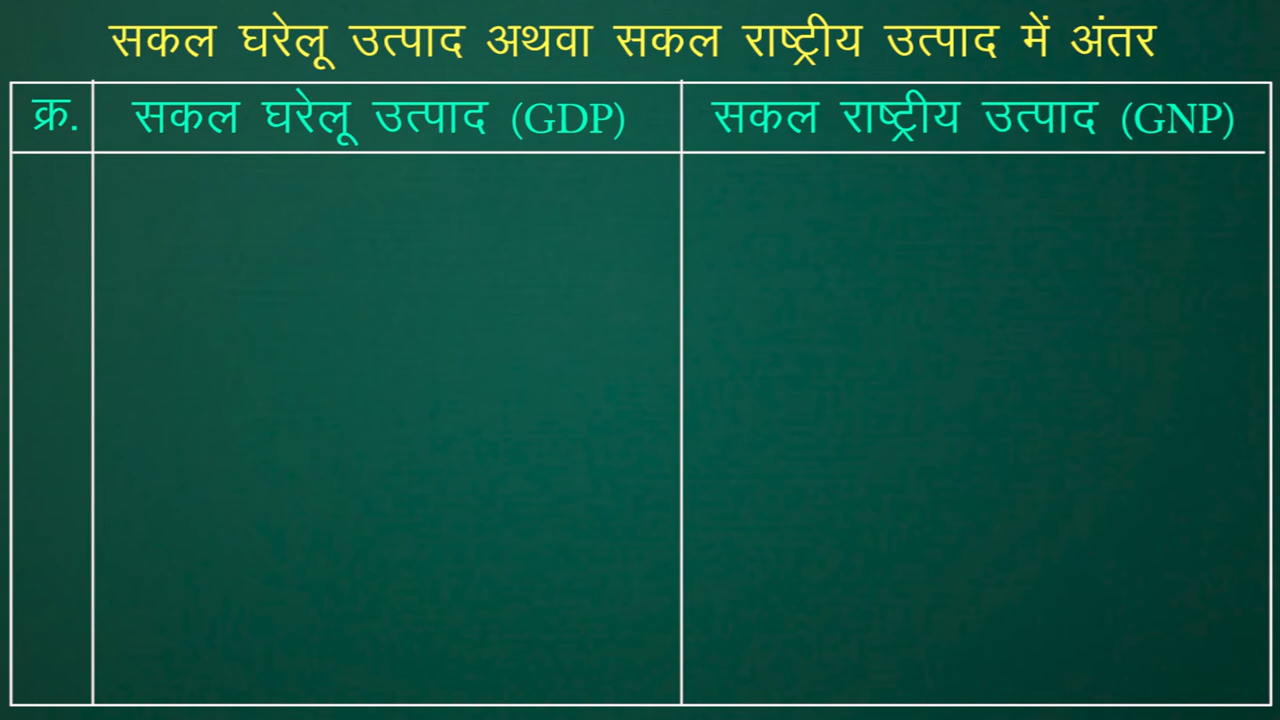 सकल घरेलू उत्पाद अथवा सकल राष्ट्रीय उत्पाद में अंतर
क्र. सकल घरेलू उत्पाद (GDP) सकल राष्ट्रीय उत्पाद (GNP)